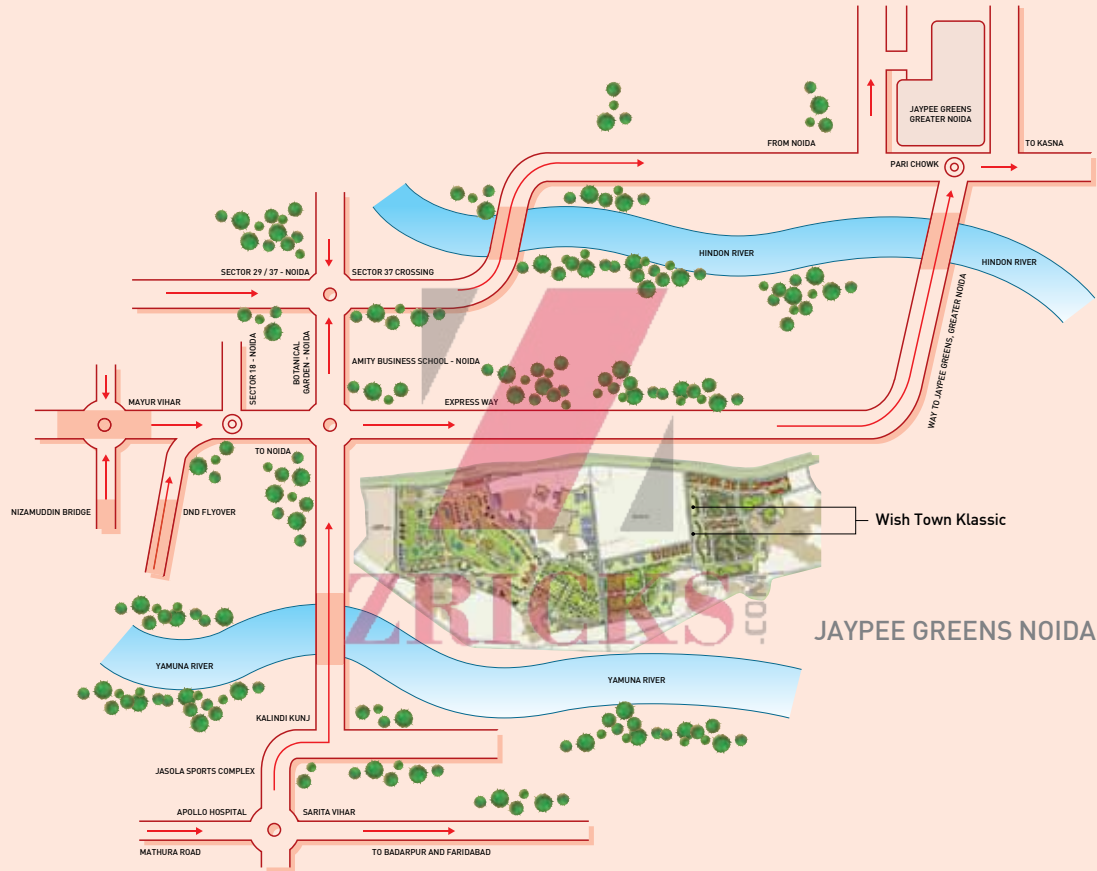 JAYPEE GREENS
GREATER NOIDA
FROM NOIDA
TO KASNA
PARI CHOWK
HINDON RIVER
HINDON RIVER
SECTOR 29 / 37 - NOIDA
SECTOR 37 CROSSING
SECTOR18 - NOIDA
BOTANICAL
GARDEN - NOIDA
AMITY BUSINESS SCHOOL - NOIDA
WAY TO JAYPEE GREENS, GREATER NOIDA
MAYUR VIHAR
EXPRESS WAY
TO NOIDA
NIZAMUDDIN BRIDGE
DND FLYOVER
Wish Town Klassic
ZRICKS
.COM
JAYPEE GREENS NOIDA
YAMUNA RIVER
YAMUNA RIVER
KALINDI KUNJ
JASOLA SPORTS COMPLEX
APOLLO HOSPITAL
SARITA VIHAR
MATHURA ROAD
TO BADARPUR AND FARIDABAD